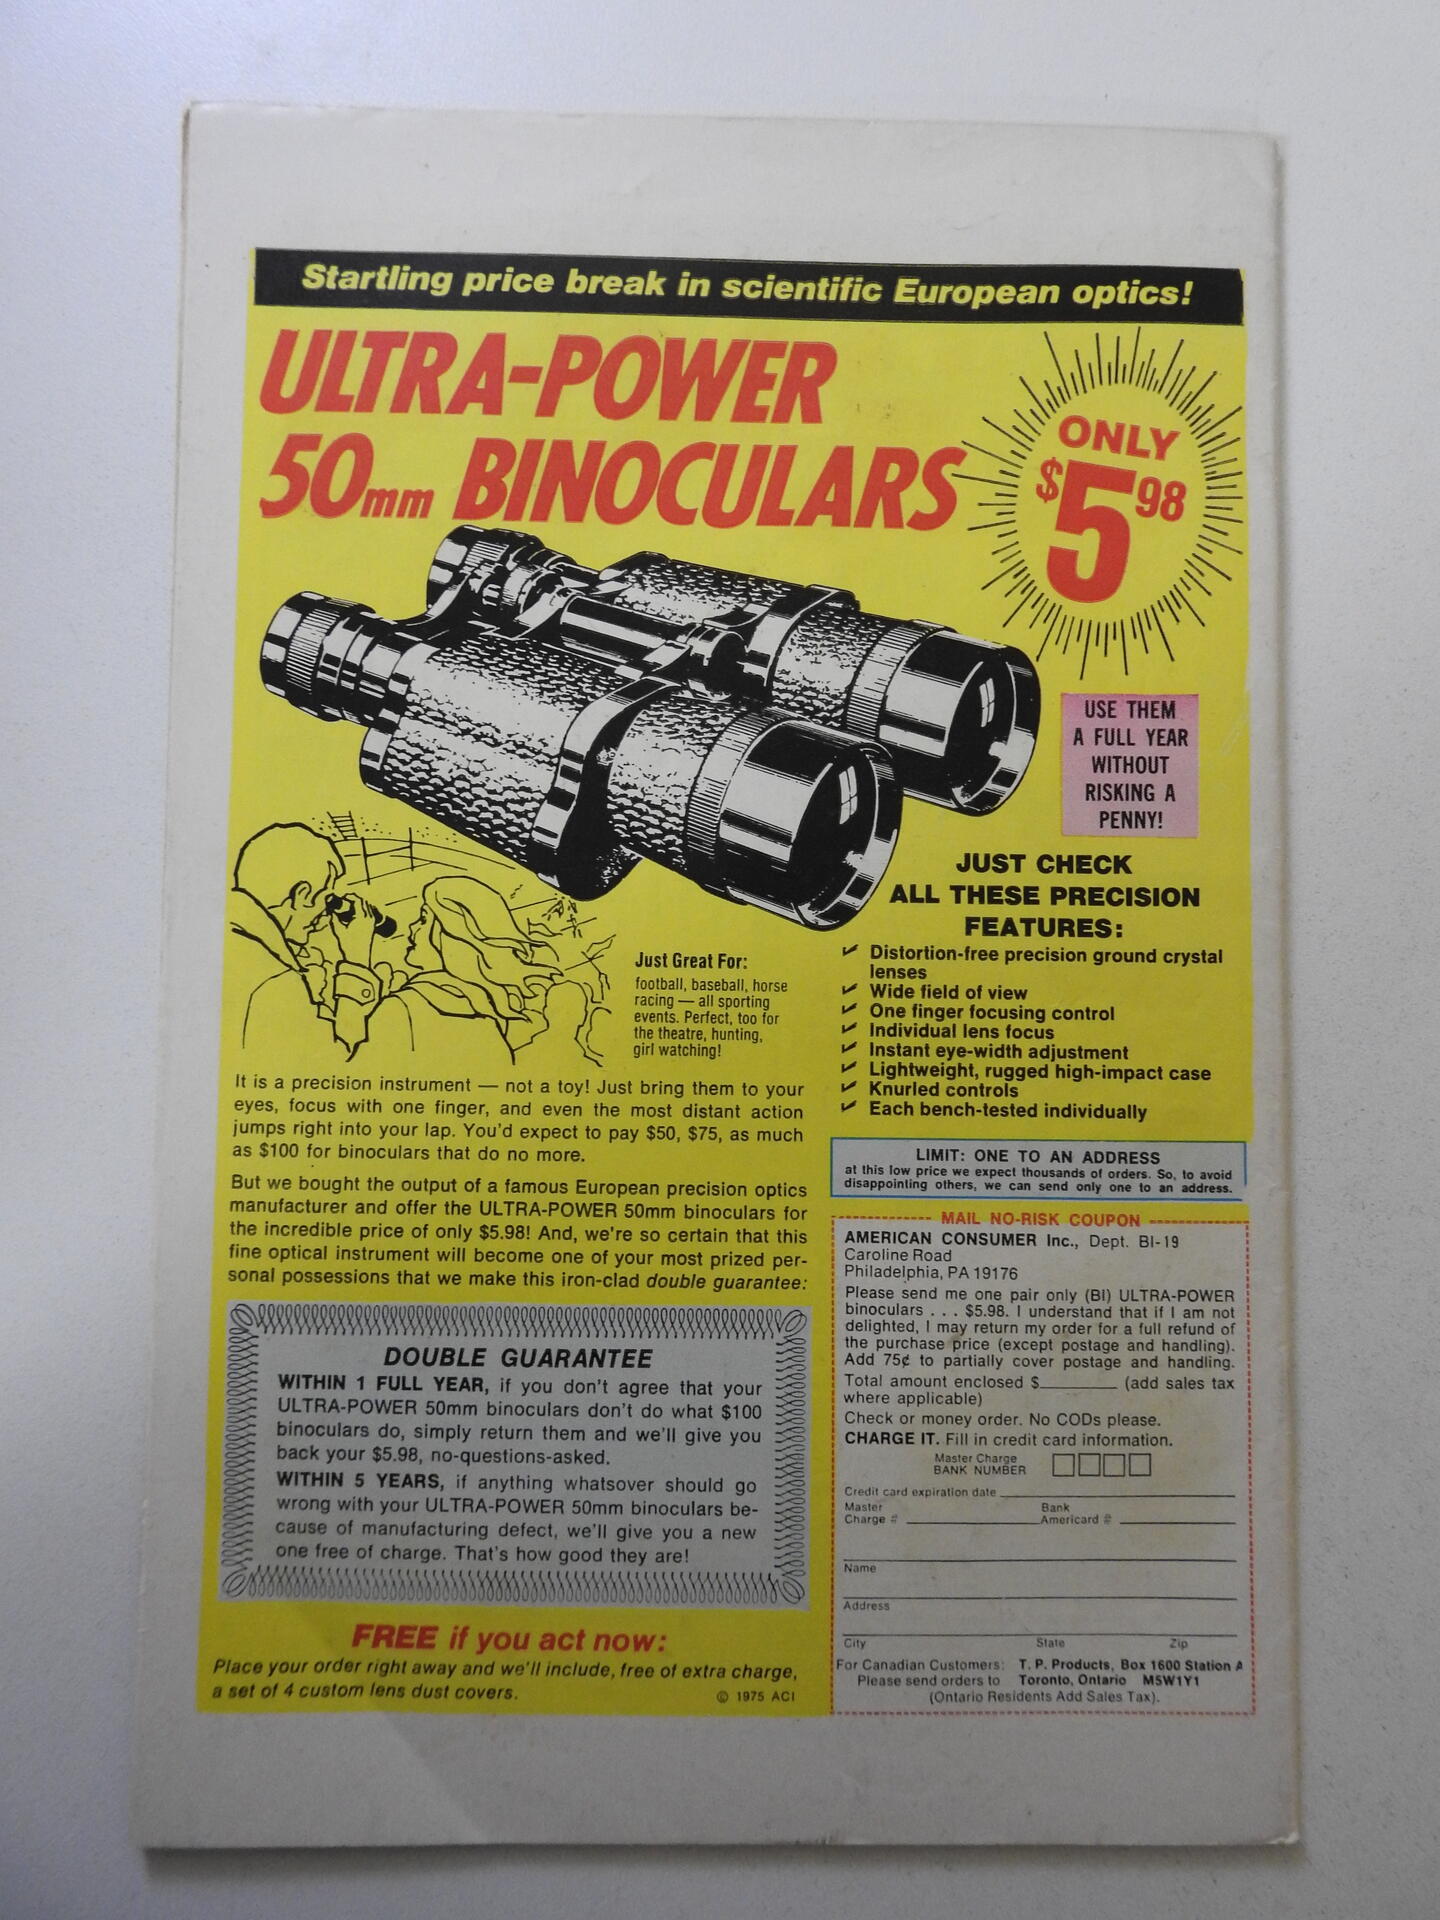 Startling price break in scientific European optics!
ULTRA-POWER
50mm BINOCULARS
ONLY
$5 98
USE THEM
A FULL YEAR
WITHOUT
RISKING A
PENNY!
JUST CHECK
ALL THESE PRECISION
FEATURES:
Distortion-free precision ground crystal
lenses
Wide field of view
One finger focusing control
Individual lens focus
Instant eye-width adjustment
Lightweight, rugged high-impact case
Knurled controls
Each bench-tested individually
Just Great For:
football, baseball, horse
racing — all sporting
events. Perfect, too for
the theatre, hunting,
girl watching!
It is a precision instrument — not a toy! Just bring them to your
eyes, focus with one finger, and even the most distant action
jumps right into your lap. You'd expect to pay $50, $75, as much
as $100 for binoculars that do no more.
But we bought the output of a famous European precision optics
manufacturer and offer the ULTRA-POWER 50mm binoculars for
the incredible price of only $5.98! And, we're so certain that this
fine optical instrument will become one of your most prized per-
sonal possessions that we make this iron-clad double guarantee:
DOUBLE GUARANTEE
WITHIN 1 FULL YEAR, if you don't agree that your
ULTRA-POWER 50mm binoculars don't do what $100
binoculars do, simply return them and we'll give you
back your $5.98, no-questions-asked.
WITHIN 5 YEARS, if anything whatsover should go
wrong with your ULTRA-POWER 50mm binoculars be-
cause of manufacturing defect, we'll give you a new
one free of charge. That's how good they are!
FREE if you act now:
Place your order right away and we'll include, free of extra charge,
a set of 4 custom lens dust covers.
© 1975 ACI
LIMIT: ONE TO AN ADDRESS
at this low price we expect thousands of orders. So, to avoid
disappointing others, we can send only one to an address.
MAIL NO-RISK COUPON
AMERICAN CONSUMER Inc., Dept. BI-19
Caroline Road
Philadelphia, PA 19176
Please send me one pair only (BI) ULTRA-POWER
binoculars . . . $5.98. I understand that if I am not
delighted, I may return my order for a full refund of
the purchase price (except postage and handling).
Add 75¢ to partially cover postage and handling.
Total amount enclosed $________ (add sales tax
where applicable)
Check or money order. No CODs please.
CHARGE IT. Fill in credit card information.
Master Charge
BANK NUMBER
Credit card expiration date
Master Bank
Charge # Americard #
Name
Address
City State Zip
For Canadian Customers: T. P. Products, Box 1600 Station A
Please send orders to Toronto, Ontario M5W1Y1
(Ontario Residents Add Sales Tax).